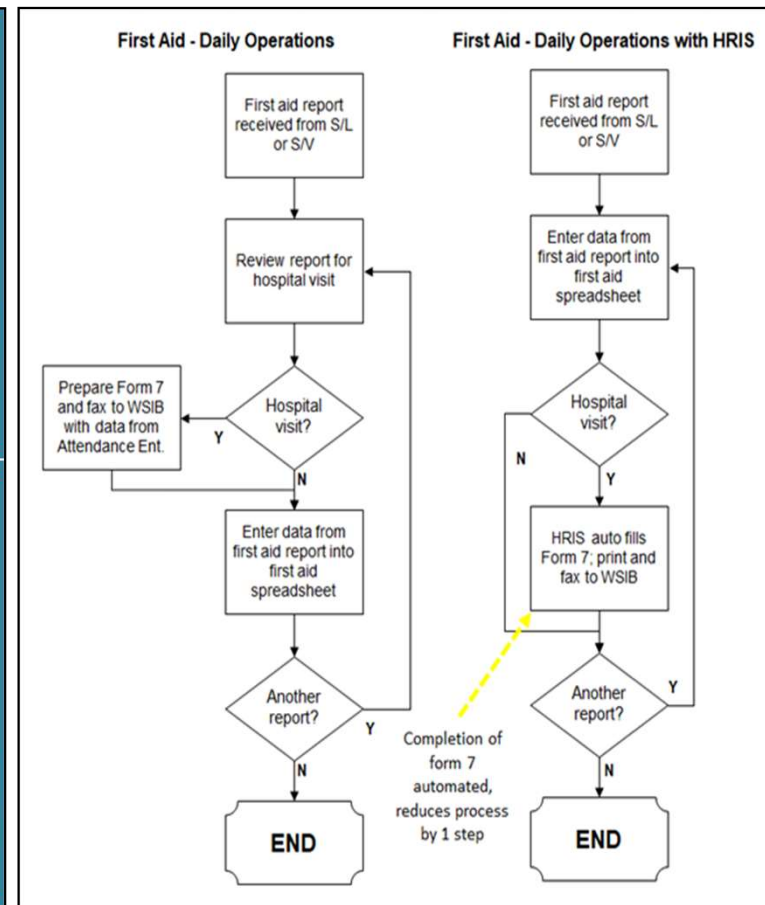 First Aid - Daily Operations
First aid report
received from S/L
or S/V
Review report for
hospital visit
Prepare Form 7
and fax to WSIB
with data from
Attendance Ent.
Hospital
visit?
Y
N
Enter data from
first aid report into
first aid
spreadsheet
Another
report?
Y
N
END
First Aid - Daily Operations with HRIS
First aid report
received from S/L
or S/V
Enter data from
first aid report into
first aid
spreadsheet
Hospital
visit?
N
Y
HRIS auto fills
Form 7; print and
fax to WSIB
Another
report?
Y
N
END
Completion of
form 7
automated,
reduces process
by 1 step